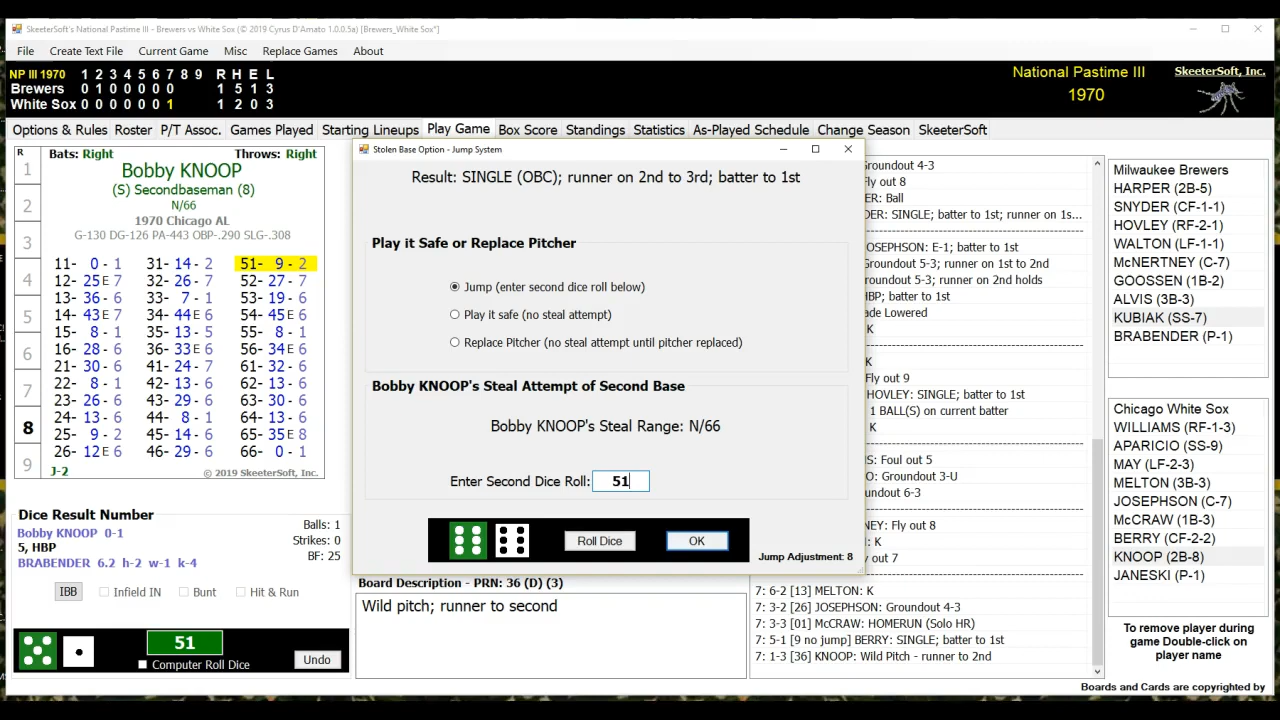 SkeeterSoft's National Pastime III - Brewers vs White Sox (© 2019 Cyrus D'Amato 1.0.0.5a) [Brewers_White Sox*]
File Create Text File Current Game Misc Replace Games About
NP III 1970 1 2 3 4 5 6 7 8 9 R H E L
Brewers 0 1 0 0 0 0 0 1 5 1 3
White Sox 0 0 0 0 0 0 1 1 2 0 3
National Pastime III
1970
SkeeterSoft, Inc.
Options & Rules Roster P/T Assoc. Games Played Starting Lineups Play Game Box Score Standings Statistics As-Played Schedule Change Season SkeeterSoft
R
1
2
3
4
5
6
7
8
9
Bats: Right Throws: Right
Bobby KNOOP
(S) Secondbaseman (8)
N/66
1970 Chicago AL
G-130 DG-126 PA-443 OBP-.290 SLG-.308
11- 0 - 1 31- 14 - 2 51- 9 - 2
12- 25 E 7 32- 26 - 7 52- 27 - 7
13- 36 - 6 33- 7 - 1 53- 19 - 6
14- 43 E 7 34- 44 E 6 54- 45 E 6
15- 8 - 1 35- 13 - 5 55- 8 - 1
16- 28 - 6 36- 33 E 6 56- 34 E 6
21- 30 - 6 41- 24 - 7 61- 32 - 6
22- 8 - 1 42- 13 - 6 62- 13 - 6
23- 26 - 6 43- 29 - 6 63- 30 - 6
24- 13 - 6 44- 8 - 1 64- 13 - 6
25- 9 - 2 45- 14 - 6 65- 35 E 8
26- 12 E 6 46- 29 - 6 66- 0 - 1
J-2 © 2019 SkeeterSoft, Inc.
Dice Result Number
Bobby KNOOP 0-1
5, HBP
BRABENDER 6.2 h-2 w-1 k-4
Balls: 1
Strikes: 0
BF: 25
IBB Infield IN Bunt Hit & Run
51
Computer Roll Dice Undo
Stolen Base Option - Jump System
Result: SINGLE (OBC); runner on 2nd to 3rd; batter to 1st
Play it Safe or Replace Pitcher
Jump (enter second dice roll below)
Play it safe (no steal attempt)
Replace Pitcher (no steal attempt until pitcher replaced)
Bobby KNOOP's Steal Attempt of Second Base
Bobby KNOOP's Steal Range: N/66
Enter Second Dice Roll: 51
Roll Dice OK
Jump Adjustment: 8
Board Description - PRN: 36 (D) (3)
Wild pitch; runner to second
Groundout 4-3
Fly out 8
ER: Ball
DER: SINGLE; batter to 1st; runner on 1s...
OSEPHSON: E-1; batter to 1st
Groundout 5-3; runner on 1st to 2nd
Groundout 5-3; runner on 2nd holds
HBP; batter to 1st
ade Lowered
K
K
Fly out 9
HOVLEY: SINGLE; batter to 1st
1 BALL(S) on current batter
K
S: Foul out 5
O: Groundout 3-U
undout 6-3
NEY: Fly out 8
: K
y out 7
7: 6-2 [13] MELTON: K
7: 3-2 [26] JOSEPHSON: Groundout 4-3
7: 3-3 [01] McCRAW: HOMERUN (Solo HR)
7: 5-1 [9 no jump] BERRY: SINGLE; batter to 1st
7: 1-3 [36] KNOOP: Wild Pitch - runner to 2nd
Milwaukee Brewers
HARPER (2B-5)
SNYDER (CF-1-1)
HOVLEY (RF-2-1)
WALTON (LF-1-1)
McNERTNEY (C-7)
GOOSSEN (1B-2)
ALVIS (3B-3)
KUBIAK (SS-7)
BRABENDER (P-1)
Chicago White Sox
WILLIAMS (RF-1-3)
APARICIO (SS-9)
MAY (LF-2-3)
MELTON (3B-3)
JOSEPHSON (C-7)
McCRAW (1B-3)
BERRY (CF-2-2)
KNOOP (2B-8)
JANESKI (P-1)
To remove player during
game Double-click on
player name
Boards and Cards are copyrighted by